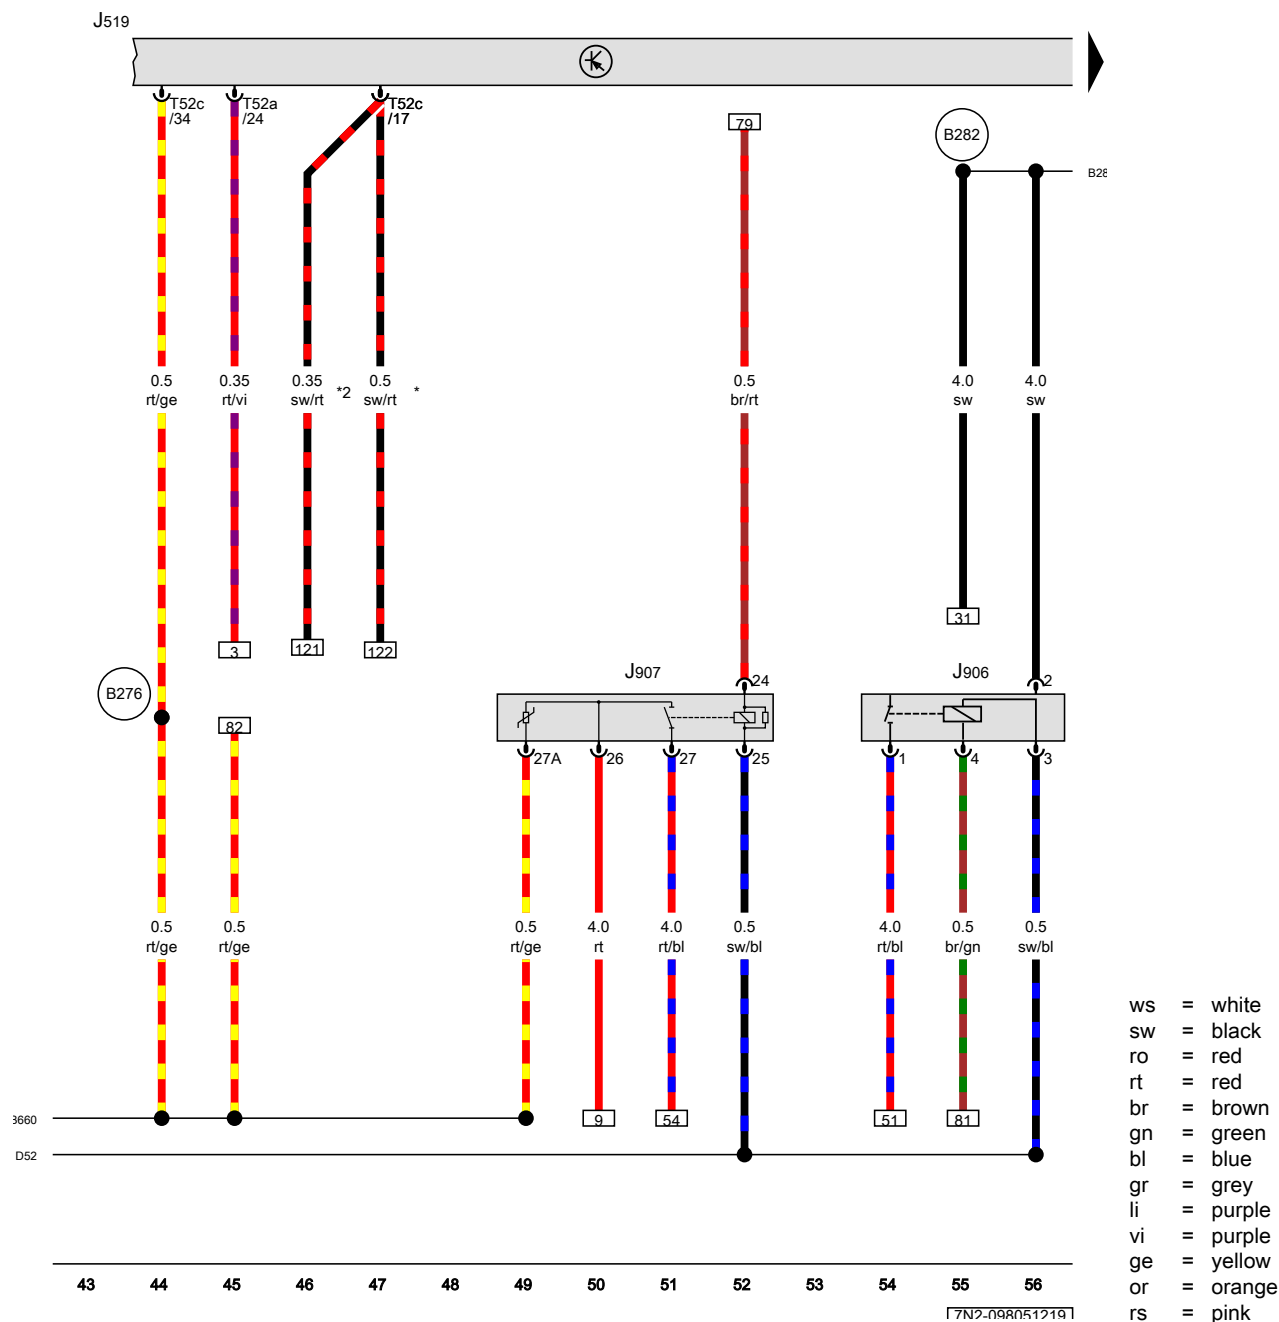 J519
T52c
/34
T52a
/24
T52c
/17
79
B282
B28
0.5
rt/ge
0.35
rt/vi
0.35
sw/rt
*2
0.5
sw/rt
*
0.5
br/rt
4.0
sw
4.0
sw
31
3
121
122
B276
82
J907
24
J906
2
27A
26
27
25
1
4
3
0.5
rt/ge
0.5
rt/ge
0.5
rt/ge
4.0
rt
4.0
rt/bl
0.5
sw/bl
4.0
rt/bl
0.5
br/gn
0.5
sw/bl
ws = white
sw = black
ro = red
rt = red
br = brown
gn = green
bl = blue
gr = grey
li = purple
vi = purple
ge = yellow
or = orange
rs = pink
3660
9
54
51
81
D52
43 44 45 46 47 48 49 50 51 52 53 54 55 56
7N2-098051219